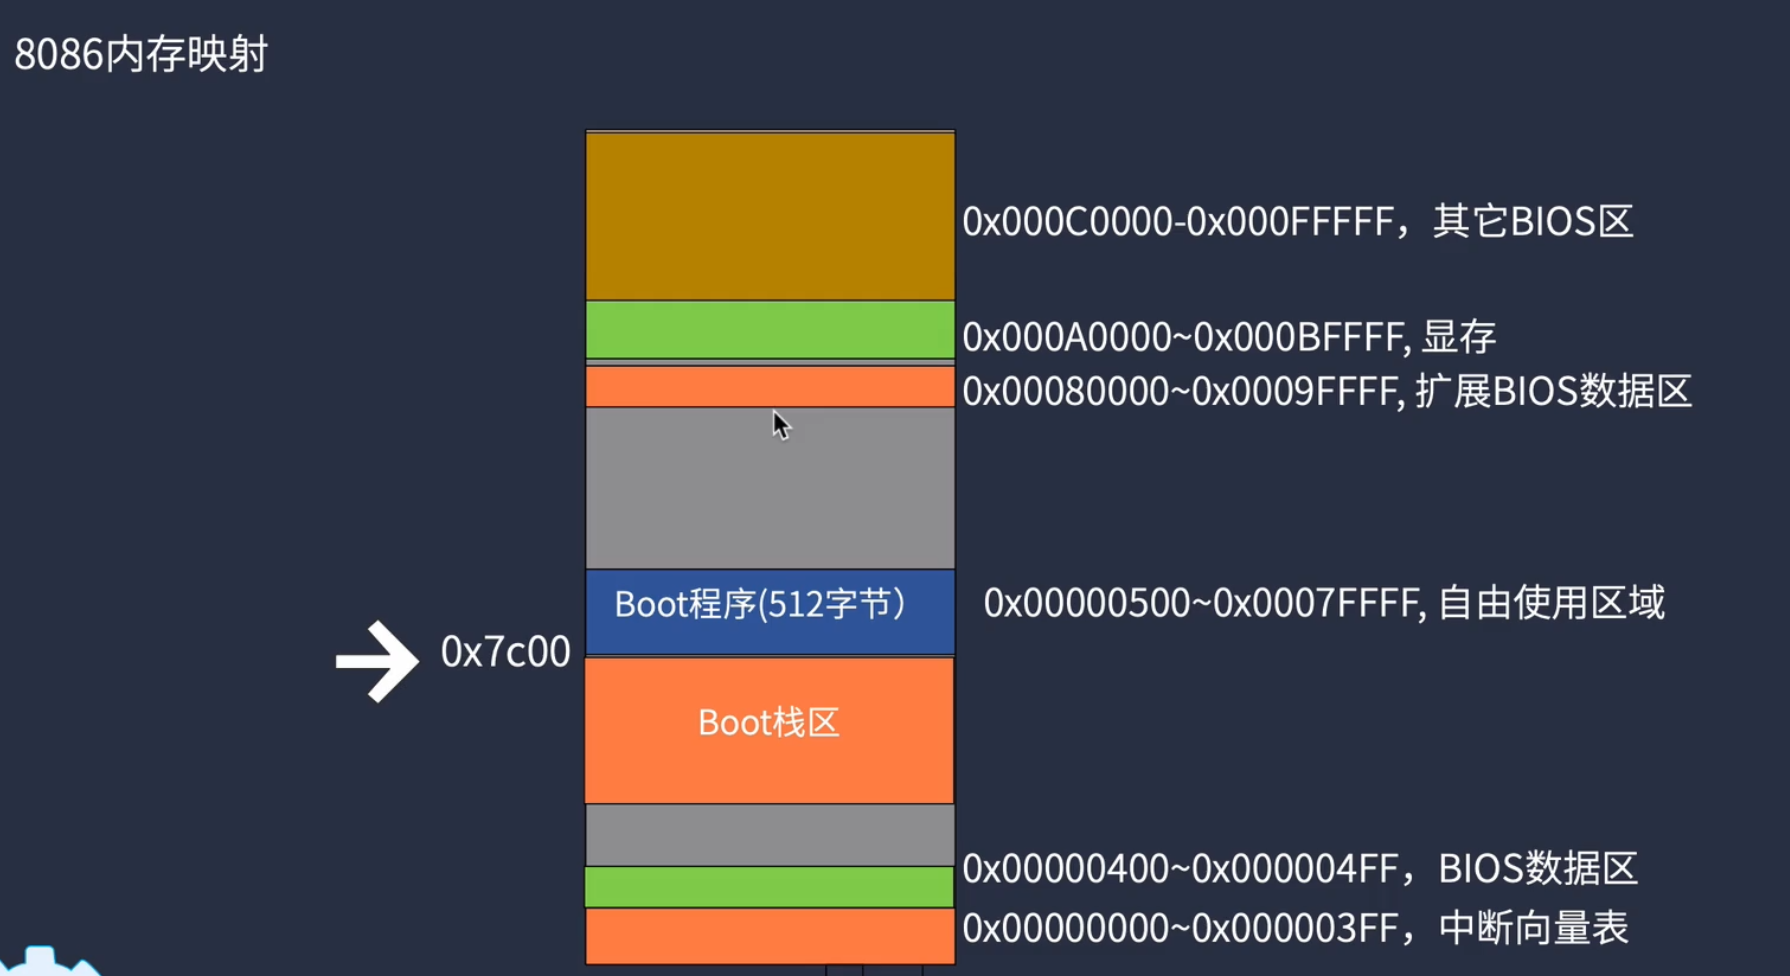 8086内存映射
0x000C0000-0x000FFFFF，其它BIOS区
0x000A0000~0x000BFFFF, 显存
0x00080000~0x0009FFFF, 扩展BIOS数据区
Boot程序(512字节）
0x00000500~0x0007FFFF, 自由使用区域
0x7c00
Boot栈区
0x00000400~0x000004FF，BIOS数据区
0x00000000~0x000003FF，中断向量表